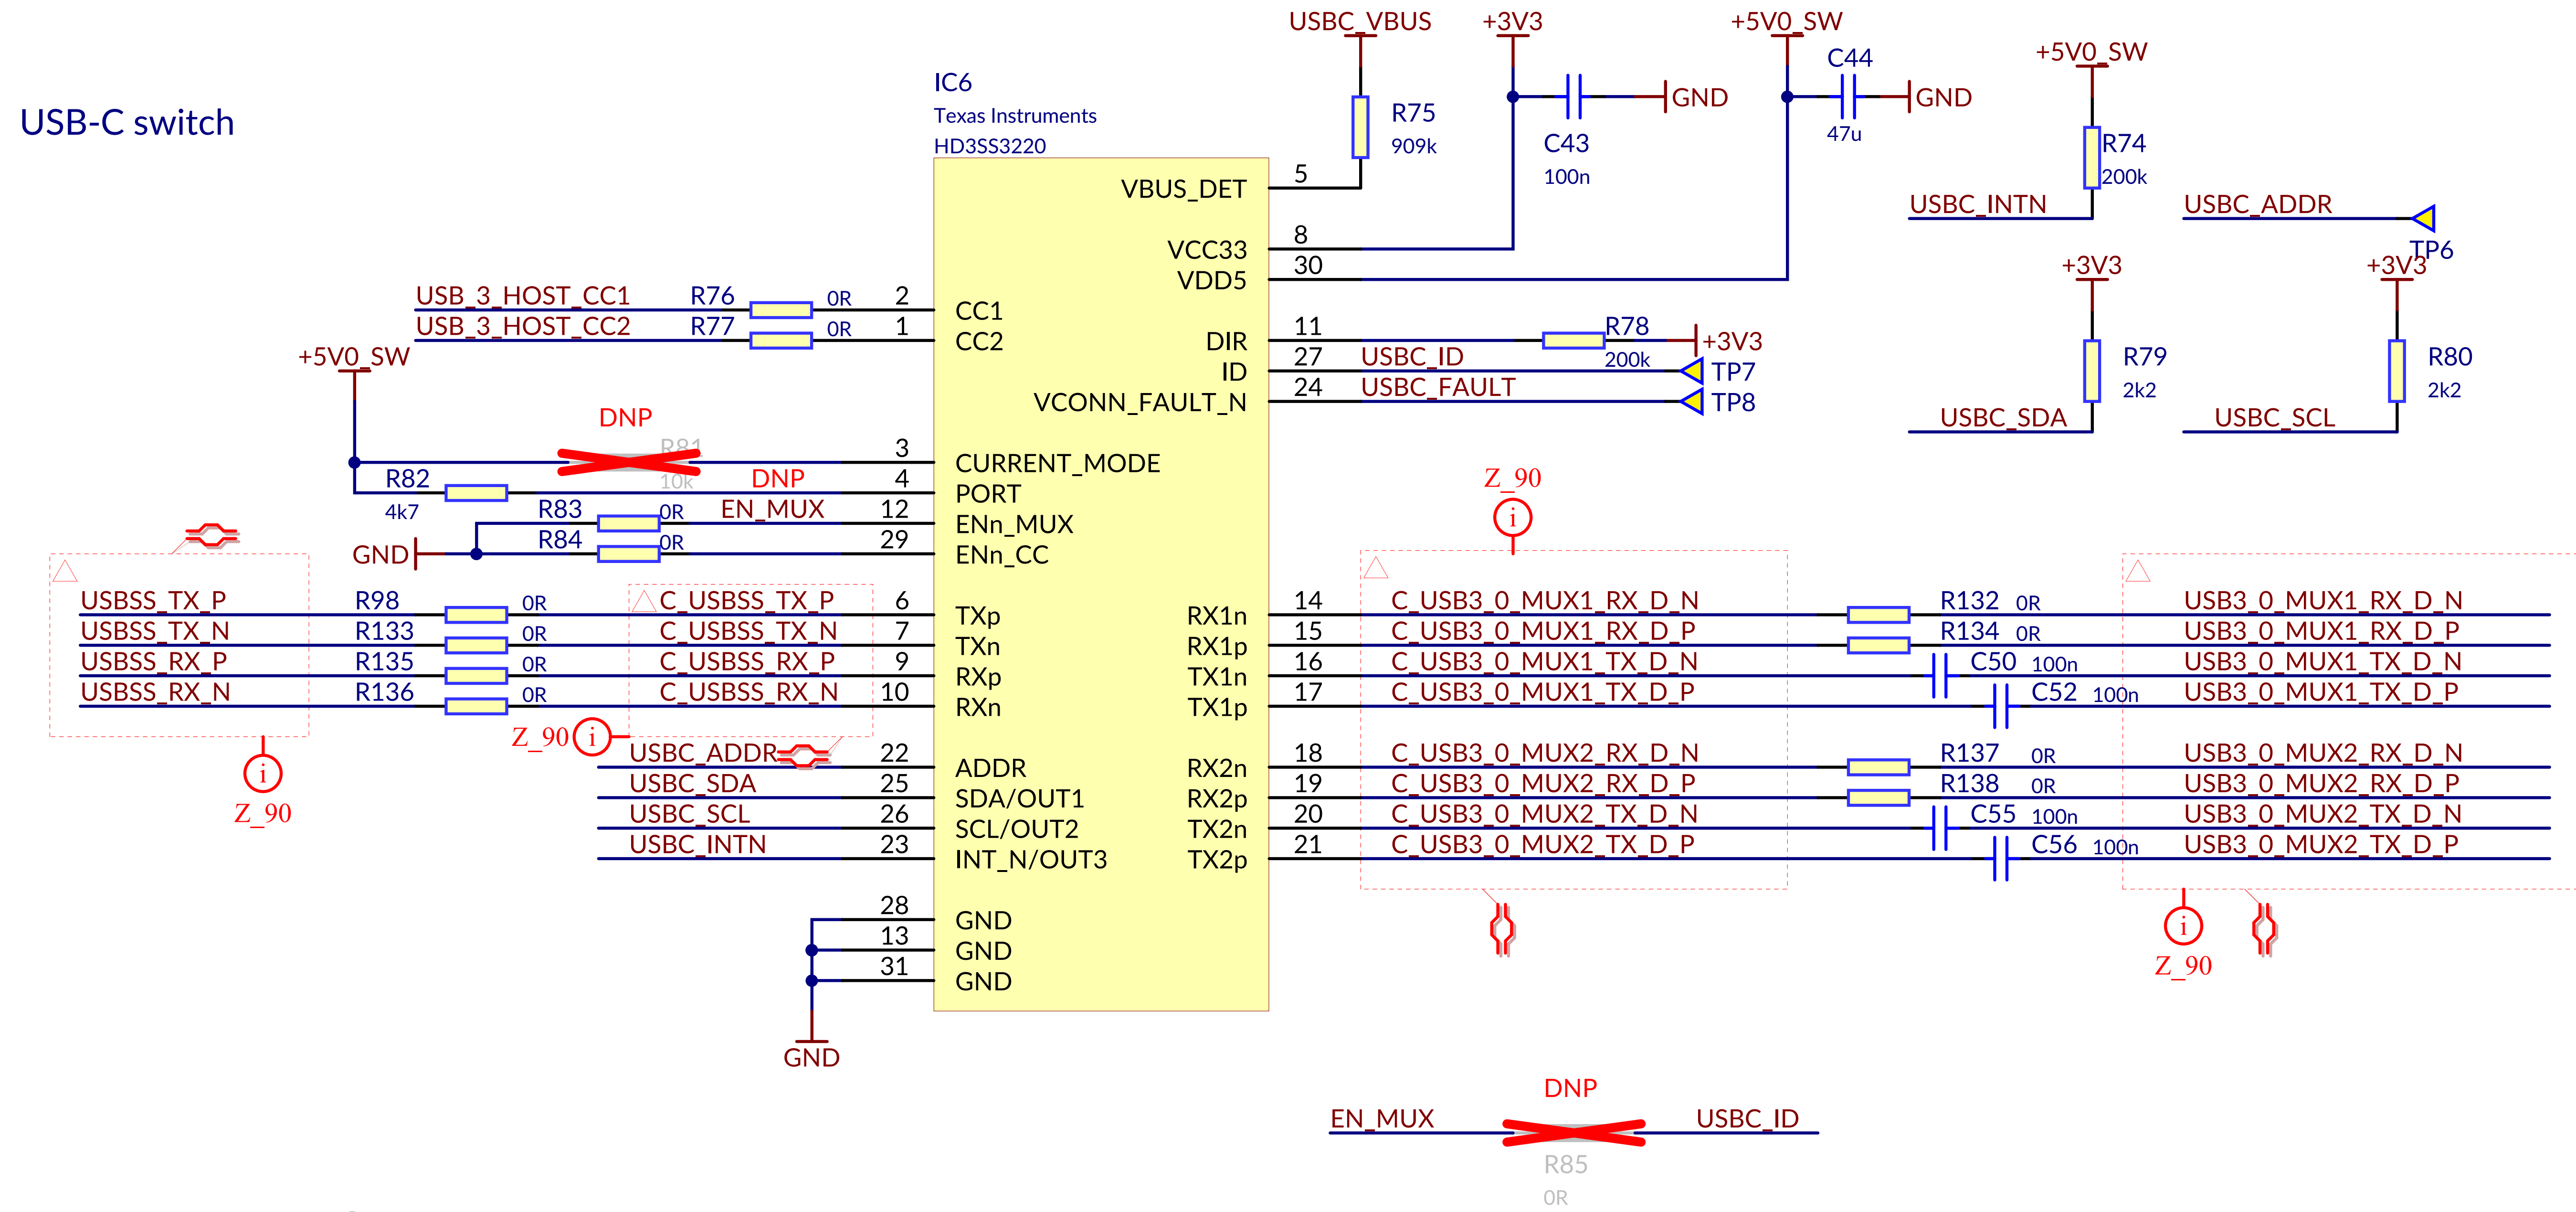 USB-C switch
IC6
Texas Instruments
HD3SS3220
USBC_VBUS
R75
909k
+3V3
C43
100n
GND
+5V0_SW
C44
47u
GND
+5V0_SW
R74
200k
USBC_INTN
USBC_ADDR
TP6
+3V3
R79
2k2
USBC_SDA
+3V3
R80
2k2
USBC_SCL
5 VBUS_DET
8 VCC33
30 VDD5
11 DIR
R78
200k
+3V3
27 ID
USBC_ID
TP7
24 VCONN_FAULT_N
USBC_FAULT
TP8
USB_3_HOST_CC1 R76 0R 2 CC1
USB_3_HOST_CC2 R77 0R 1 CC2
+5V0_SW
DNP
R81
10k
3 CURRENT_MODE
R82
4k7
DNP
4 PORT
R83 0R EN_MUX 12 ENn_MUX
GND
R84 0R 29 ENn_CC
USBSS_TX_P R98 0R C_USBSS_TX_P 6 TXp
USBSS_TX_N R133 0R C_USBSS_TX_N 7 TXn
USBSS_RX_P R135 0R C_USBSS_RX_P 9 RXp
USBSS_RX_N R136 0R C_USBSS_RX_N 10 RXn
i
Z_90
Z_90
i
USBC_ADDR 22 ADDR
USBC_SDA 25 SDA/OUT1
USBC_SCL 26 SCL/OUT2
USBC_INTN 23 INT_N/OUT3
28 GND
13 GND
31 GND
GND
Z_90
i
RX1n 14 C_USB3_0_MUX1_RX_D_N R132 0R USB3_0_MUX1_RX_D_N
RX1p 15 C_USB3_0_MUX1_RX_D_P R134 0R USB3_0_MUX1_RX_D_P
TX1n 16 C_USB3_0_MUX1_TX_D_N C50 100n USB3_0_MUX1_TX_D_N
TX1p 17 C_USB3_0_MUX1_TX_D_P C52 100n USB3_0_MUX1_TX_D_P
RX2n 18 C_USB3_0_MUX2_RX_D_N R137 0R USB3_0_MUX2_RX_D_N
RX2p 19 C_USB3_0_MUX2_RX_D_P R138 0R USB3_0_MUX2_RX_D_P
TX2n 20 C_USB3_0_MUX2_TX_D_N C55 100n USB3_0_MUX2_TX_D_N
TX2p 21 C_USB3_0_MUX2_TX_D_P C56 100n USB3_0_MUX2_TX_D_P
i
Z_90
DNP
EN_MUX USBC_ID
R85
0R